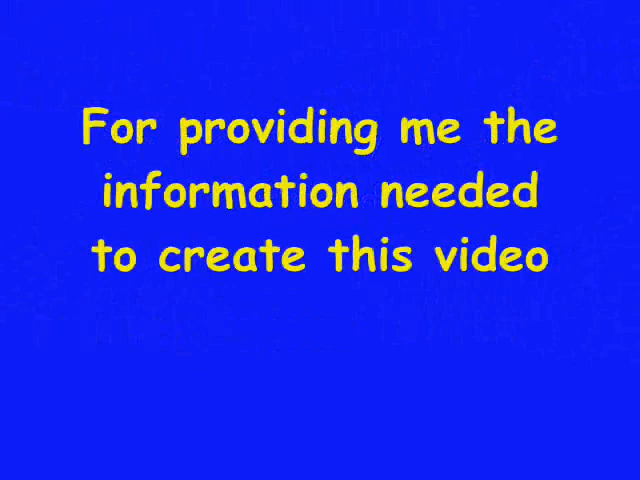 For providing me the
information needed
to create this video